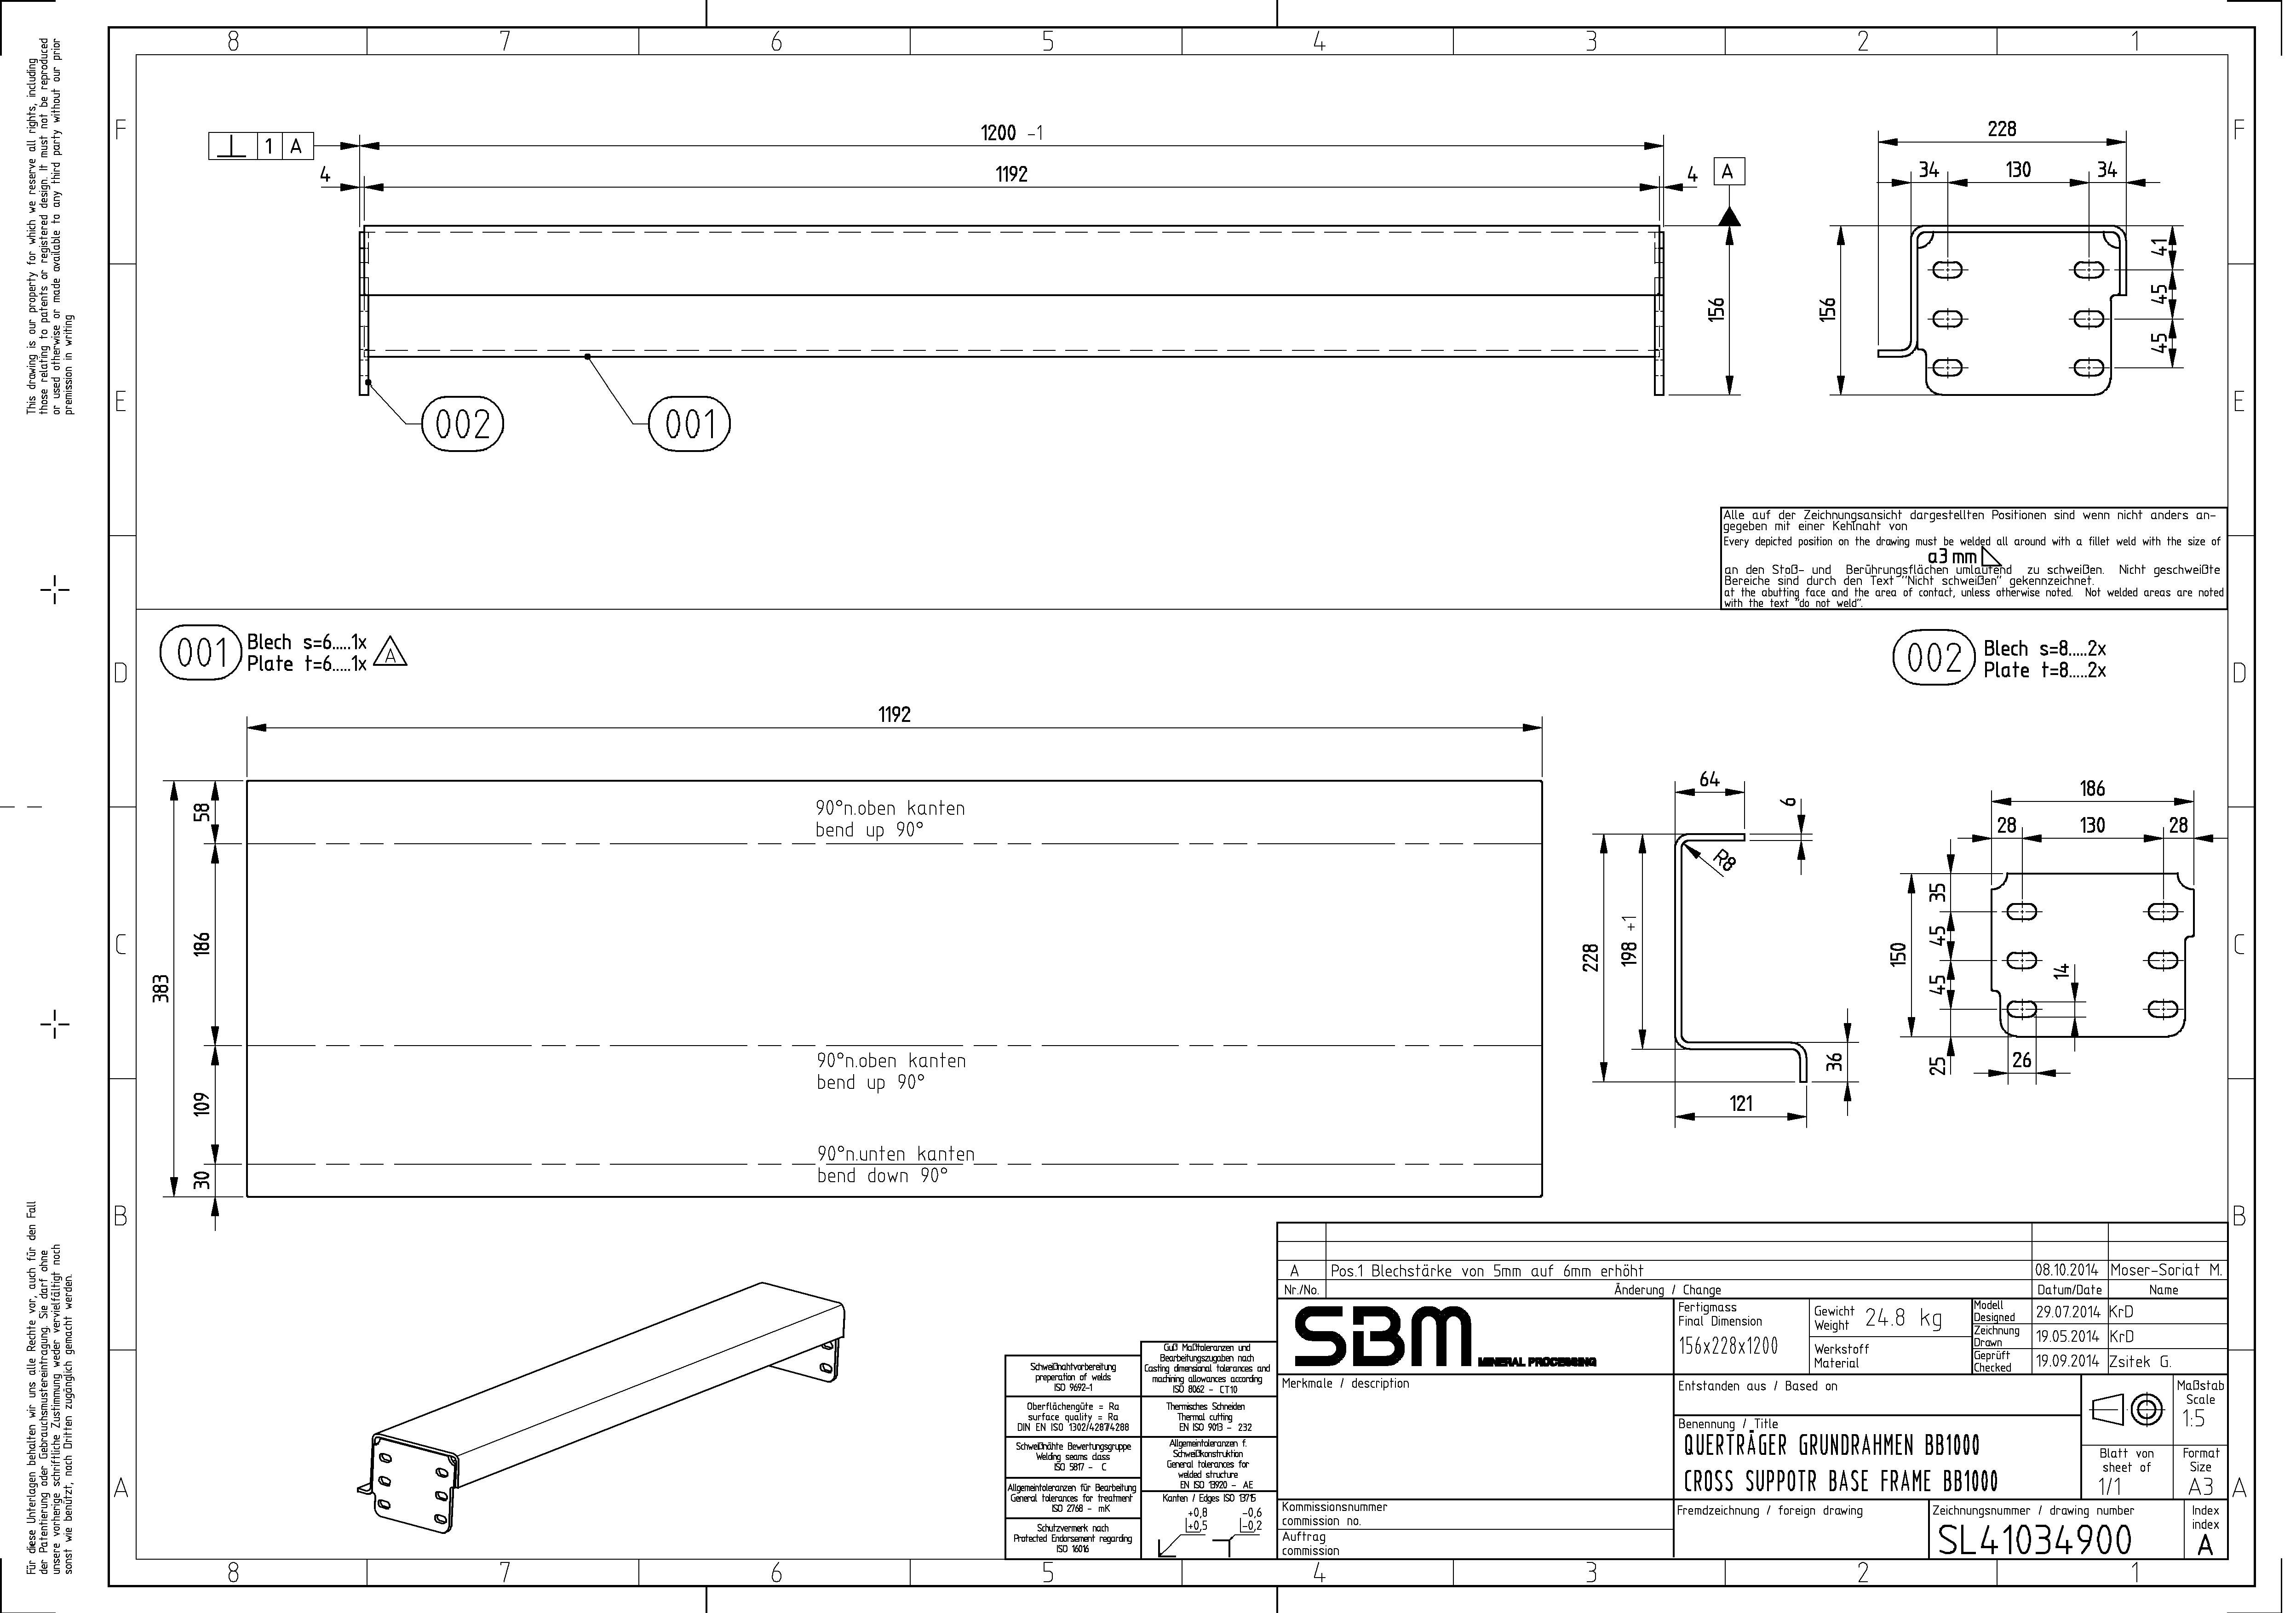 8 7 6 5 4 3 2 1
This drawing is our property for which we reserve all rights, including
those relating to patents or registered design. It must not be reproduced
or used otherwise or made available to any third party without our prior
premission in writing
F
E
D
C
B
A
1 A
1200 -1
1192
4
4
A
156
002
001
228
34 130 34
156
41
45
45
Alle auf der Zeichnungsansicht dargestellten Positionen sind wenn nicht anders an-
gegeben mit einer Kehlnaht von
Every depicted position on the drawing must be welded all around with a fillet weld with the size of
a3 mm
an den Stoß- und Berührungsflächen umlaufend zu schweißen. Nicht geschweißte
Bereiche sind durch den Text "Nicht schweißen" gekennzeichnet.
at the abutting face and the area of contact, unless otherwise noted. Not welded areas are noted
with the text "do not weld".
001
Blech s=6.....1x
Plate t=6.....1x
A
002
Blech s=8.....2x
Plate t=8.....2x
1192
58
186
109
30
383
90°n.oben kanten
bend up 90°
90°n.oben kanten
bend up 90°
90°n.unten kanten
bend down 90°
64
6
R8
228
198 +1
36
121
186
28 130 28
35
45
45
25
150
14
26
Für diese Unterlagen behalten wir uns alle Rechte vor, auch für den Fall
der Patentierung oder Gebrauchsmustereintragung. Sie darf ohne
unsere vorherige schriftliche Zustimmung weder vervielfältigt noch
sonst wie benützt, noch Dritten zugänglich gemacht werden.
Schweißnahtvorbereitung
preperation of welds
ISO 9692-1
Oberflächengüte = Ra
surface quality = Ra
DIN EN ISO 1302/4287/4288
Schweißnähte Bewertungsgruppe
Welding seams class
ISO 5817 - C
Allgemeintoleranzen für Bearbeitung
General tolerances for treatment
ISO 2768 - mK
Schutzvermerk nach
Protected Endorsement regarding
ISO 16016
Guß Maßtoleranzen und
Bearbeitungszugaben nach
Casting dimensional tolerances and
machining allowances according
ISO 8062 - CT10
Thermisches Schneiden
Thermal cutting
EN ISO 9013 - 232
Allgemeintoleranzen f.
Schweißkonstruktion
General tolerances for
welded structure
EN ISO 13920 - AE
Kanten / Edges ISO 13715
+0,8 -0,6
+0,5 -0,2
A Pos.1 Blechstärke von 5mm auf 6mm erhöht 08.10.2014 Moser-Soriat M.
Nr./No. Änderung / Change Datum/Date Name
SBM
MINERAL PROCESSING
Fertigmass
Final Dimension
156x228x1200
Gewicht
Weight
24.8 kg
Werkstoff
Material
Modell
Designed
29.07.2014 KrD
Zeichnung
Drawn
19.05.2014 KrD
Geprüft
Checked
19.09.2014 Zsitek G.
Merkmale / description
Entstanden aus / Based on
Maßstab
Scale
1:5
Benennung / Title
QUERTRÄGER GRUNDRAHMEN BB1000
CROSS SUPPOTR BASE FRAME BB1000
Blatt von
sheet of
1/1
Format
Size
A3
Kommissionsnummer
commission no.
Auftrag
commission
Fremdzeichnung / foreign drawing
Zeichnungsnummer / drawing number
SL41034900
Index
index
A
F
E
D
C
B
A
8 7 6 5 4 3 2 1